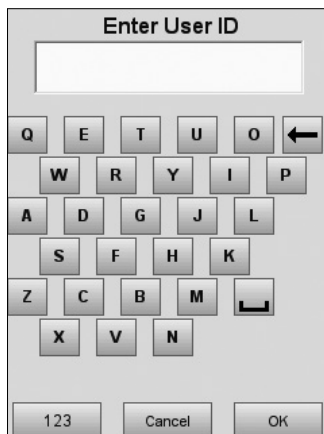 Enter User ID
Q E T U O
W R Y I P
A D G J L
S F H K
Z C B M
X V N
123 Cancel OK